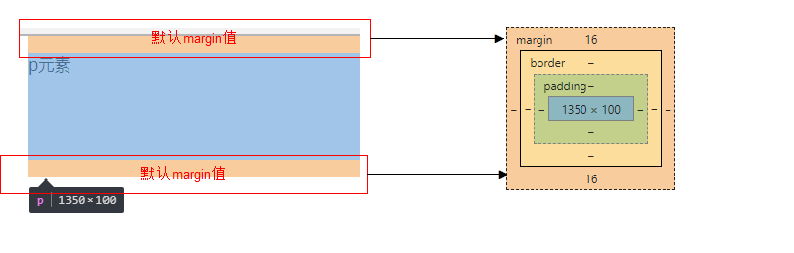 默认margin值
p元素
默认margin值
p 1350×100
margin 16
border –
padding –
– – – 1350 × 100 – – –
–
–
16